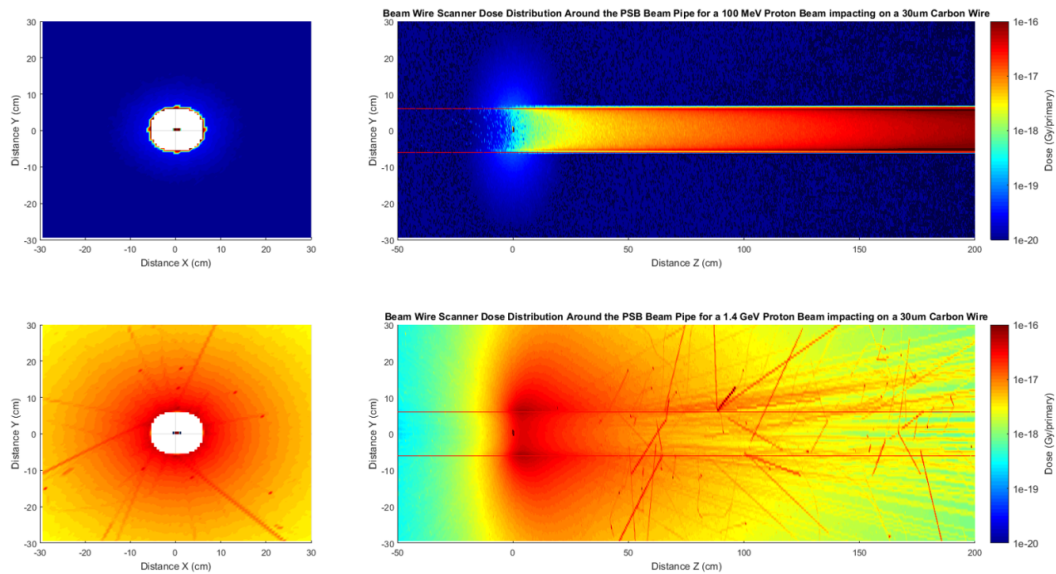 Beam Wire Scanner Dose Distribution Around the PSB Beam Pipe for a 100 MeV Proton Beam impacting on a 30um Carbon Wire
30
20
10
0
-10
-20
-30
Distance Y (cm)
-30 -20 -10 0 10 20 30
Distance X (cm)
30
20
10
0
-10
-20
-30
Distance Y (cm)
-50 0 50 100 150 200
Distance Z (cm)
1e-16
1e-17
1e-18
1e-19
1e-20
Dose (Gy/primary)
Beam Wire Scanner Dose Distribution Around the PSB Beam Pipe for a 1.4 GeV Proton Beam impacting on a 30um Carbon Wire
30
20
10
0
-10
-20
-30
Distance Y (cm)
-30 -20 -10 0 10 20 30
Distance X (cm)
30
20
10
0
-10
-20
-30
Distance Y (cm)
-50 0 50 100 150 200
Distance Z (cm)
1e-16
1e-17
1e-18
1e-19
1e-20
Dose (Gy/primary)